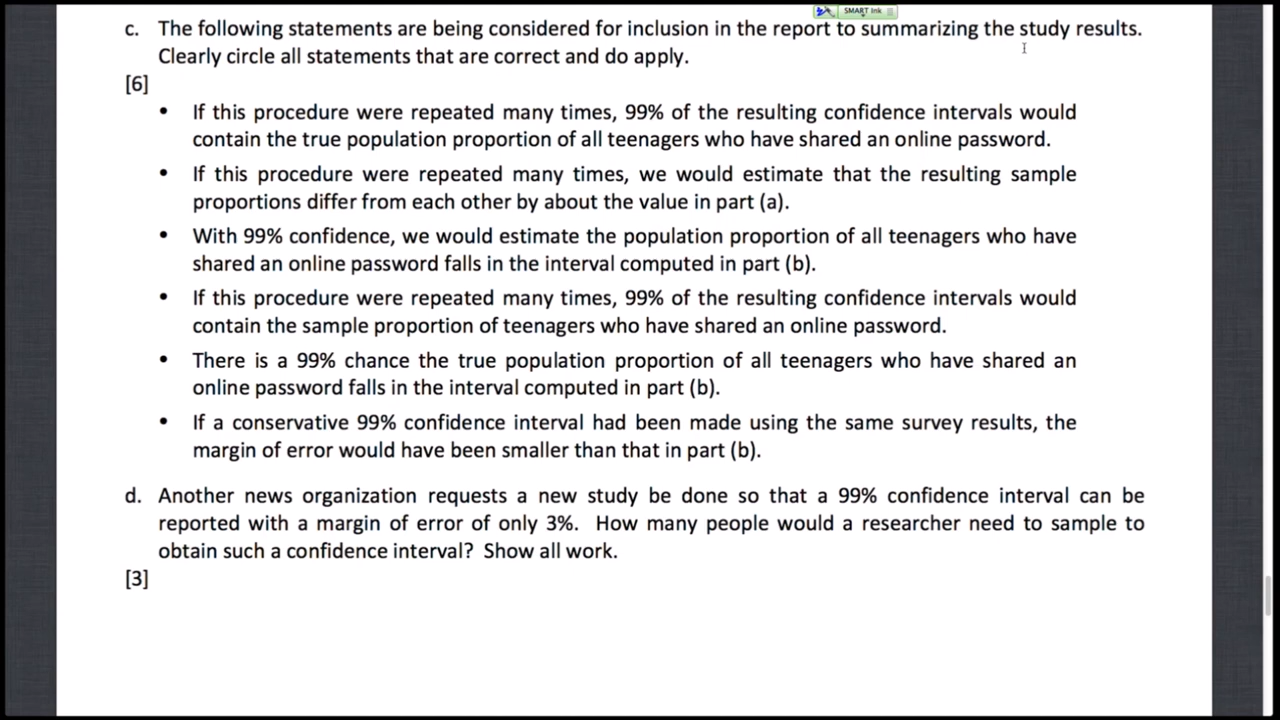 SMART Ink
c. The following statements are being considered for inclusion in the report to summarizing the study results.
Clearly circle all statements that are correct and do apply.
[6]
• If this procedure were repeated many times, 99% of the resulting confidence intervals would
contain the true population proportion of all teenagers who have shared an online password.
• If this procedure were repeated many times, we would estimate that the resulting sample
proportions differ from each other by about the value in part (a).
• With 99% confidence, we would estimate the population proportion of all teenagers who have
shared an online password falls in the interval computed in part (b).
• If this procedure were repeated many times, 99% of the resulting confidence intervals would
contain the sample proportion of teenagers who have shared an online password.
• There is a 99% chance the true population proportion of all teenagers who have shared an
online password falls in the interval computed in part (b).
• If a conservative 99% confidence interval had been made using the same survey results, the
margin of error would have been smaller than that in part (b).
d. Another news organization requests a new study be done so that a 99% confidence interval can be
reported with a margin of error of only 3%. How many people would a researcher need to sample to
obtain such a confidence interval? Show all work.
[3]